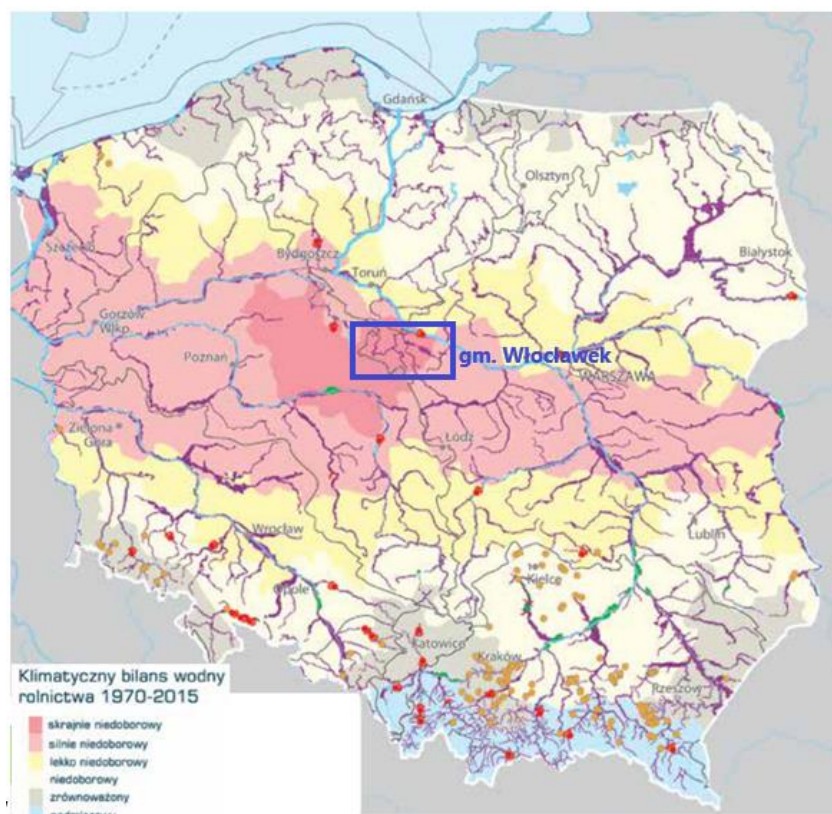 Gdańsk
Olsztyn
Szczecin
Bydgoszcz
Białystok
Toruń
Gorzów
Wlkp.
Poznań
gm. Włocławek
WARSZAWA
Zielona
Góra
Łódź
Wrocław
Lublin
Kielce
Opole
Katowice
Kraków
Rzeszów
Klimatyczny bilans wodny
rolnictwa 1970-2015
skrajnie niedoborowy
silnie niedoborowy
lekko niedoborowy
niedoborowy
zrównoważony